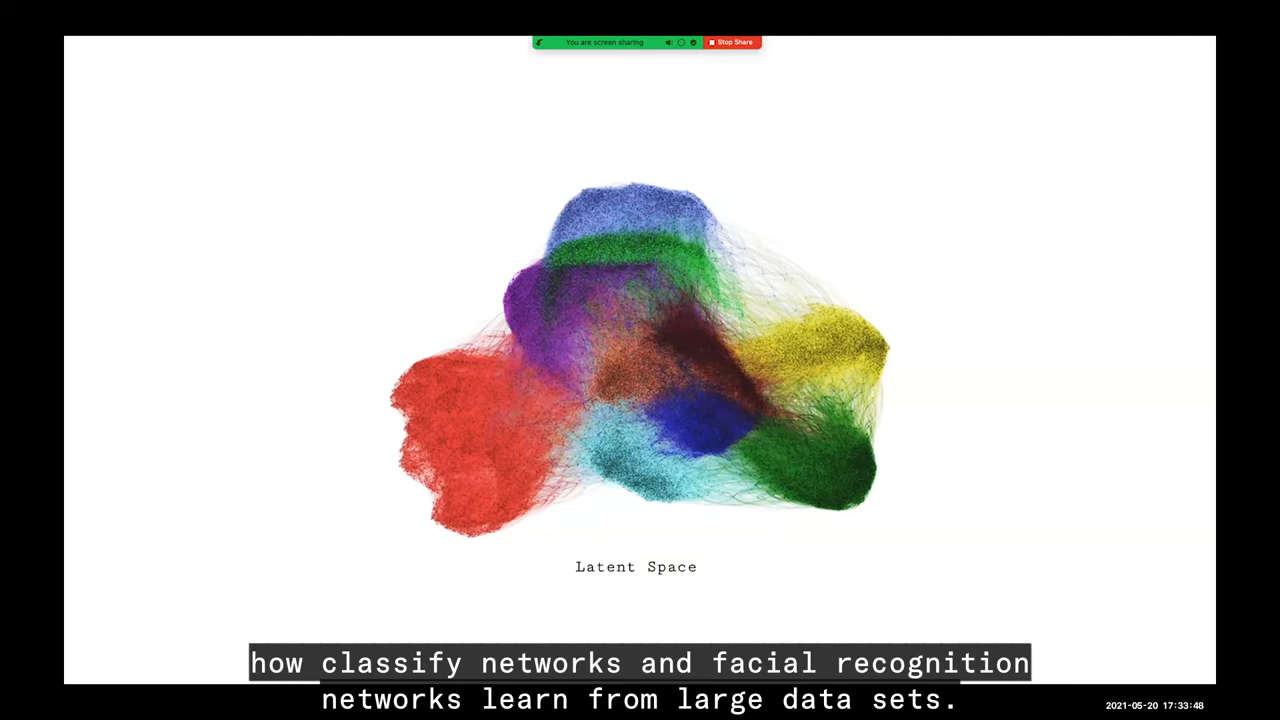 You are screen sharing
Stop Share
Latent Space
how classify networks and facial recognition
networks learn from large data sets.
2021-05-20 17:33:48